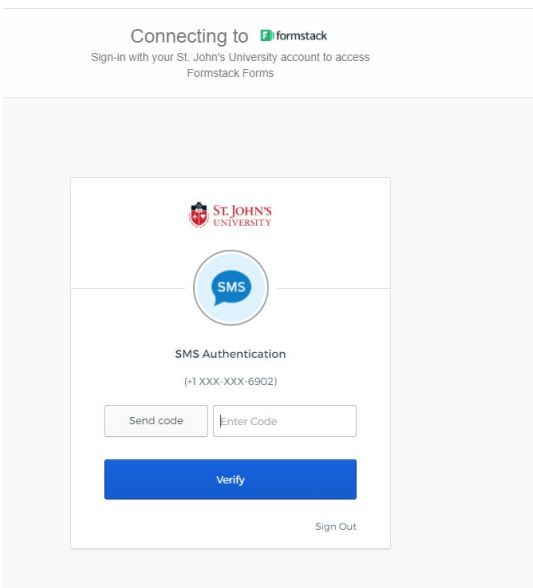 Connecting to formstack
Sign-in with your St. John's University account to access
Formstack Forms
ST. JOHN'S
UNIVERSITY
SMS
SMS Authentication
(+1 XXX-XXX-6902)
Send code Enter Code
Verify
Sign Out